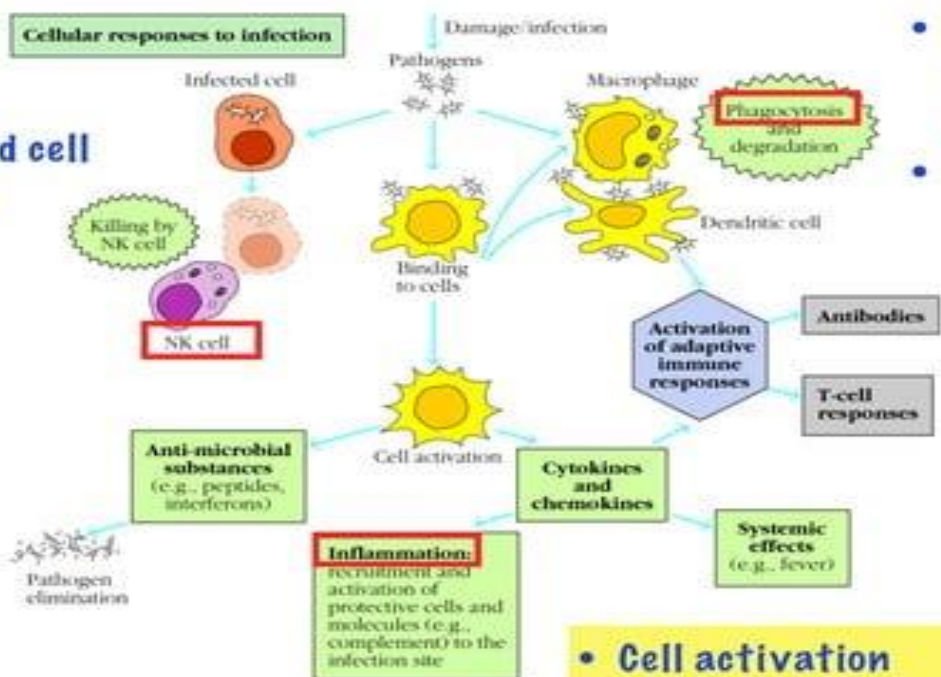 Cellular responses to infection
Damage/infection
Pathogens
Infected cell
Macrophage
Phagocytosis
and
degradation
d cell
Killing by
NK cell
Dendritic cell
Binding
to cells
NK cell
Activation
of adaptive
immune
responses
Antibodies
T-cell
responses
Anti-microbial
substances
(e.g., peptides,
interferons)
Cell activation
Cytokines
and
chemokines
Systemic
effects
(e.g., fever)
Pathogen
elimination
Inflammation:
recruitment and
activation of
protective cells and
molecules (e.g.,
complement) to the
infection site
• Cell activation